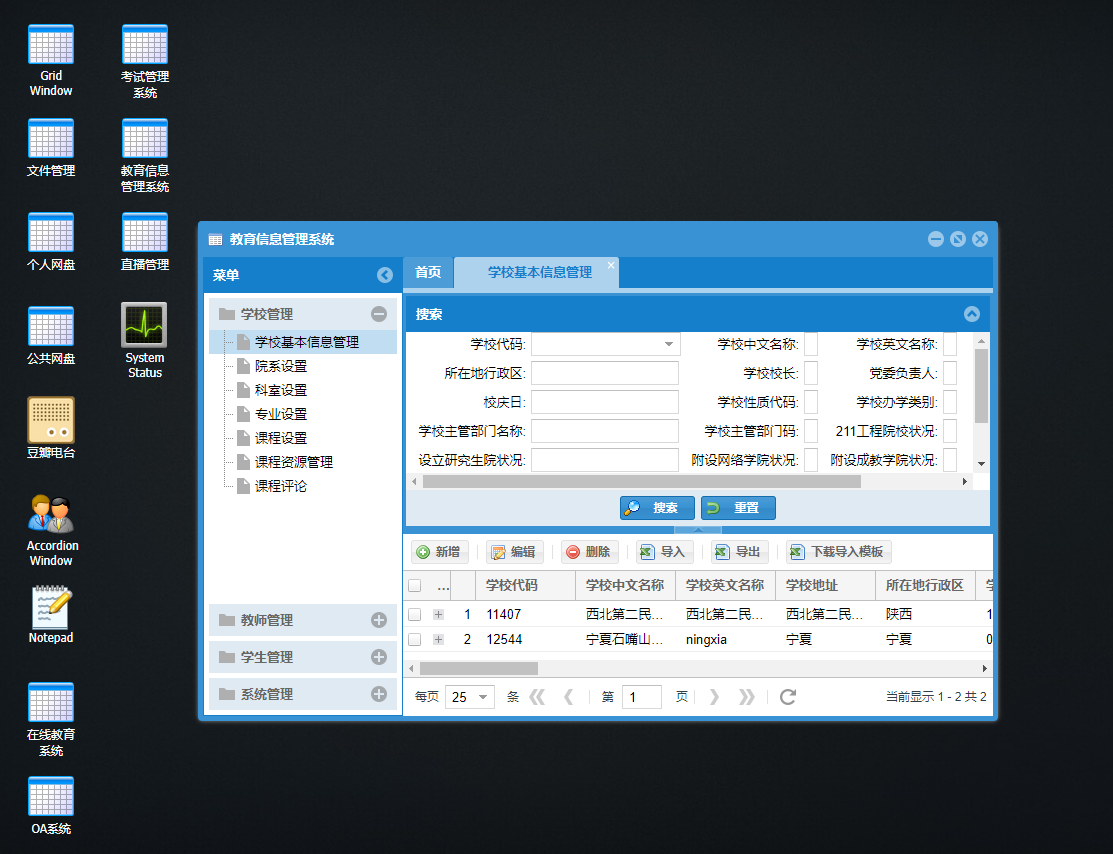 Grid
Window
考试管理
系统
文件管理
教育信息
管理系统
个人网盘
直播管理
公共网盘
System
Status
豆瓣电台
Accordion
Window
Notepad
在线教育
系统
OA系统
教育信息管理系统
菜单
首页
学校基本信息管理
学校管理
学校基本信息管理
院系设置
科室设置
专业设置
课程设置
课程资源管理
课程评论
教师管理
学生管理
系统管理
搜索
学校代码: 学校中文名称: 学校英文名称:
所在地行政区: 学校校长: 党委负责人:
校庆日: 学校性质代码: 学校办学类别:
学校主管部门名称: 学校主管部门码: 211工程院校状况:
设立研究生院状况: 附设网络学院状况: 附设成教学院状况:
搜索 重置
新增 编辑 删除 导入 导出 下载导入模板
... 学校代码 学校中文名称 学校英文名称 学校地址 所在地行政区
1 11407 西北第二民... 西北第二民... 西北第二民... 陕西 1
2 12544 宁夏石嘴山... ningxia 宁夏 宁夏 0
每页 25 条 第 1 页 当前显示 1 - 2 共 2